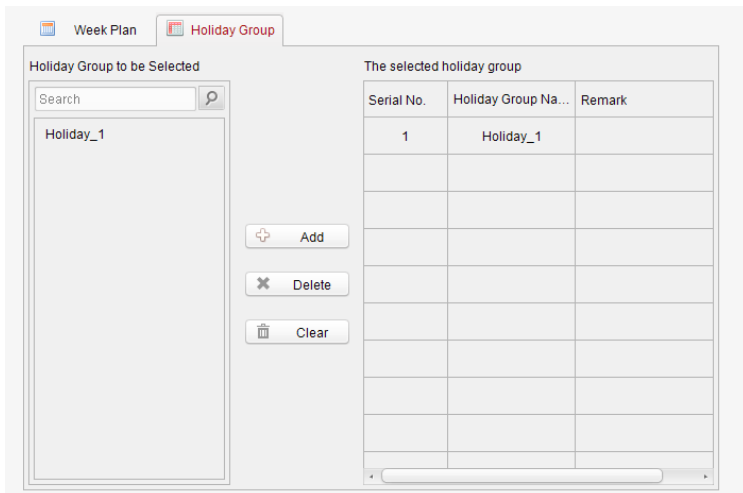 Week Plan
Holiday Group
Holiday Group to be Selected
The selected holiday group
Search
Serial No.
Holiday Group Na...
Remark
Holiday_1
1
Holiday_1
Add
Delete
Clear